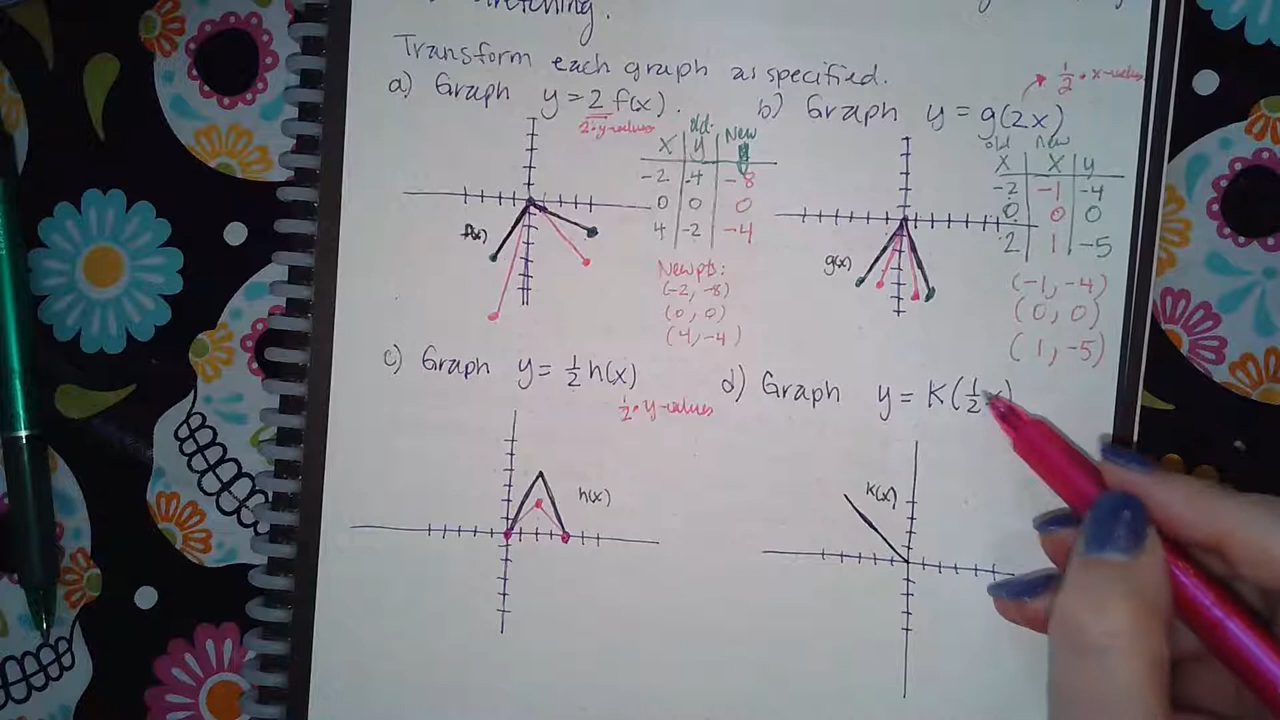 Transform each graph as specified.
a) Graph y = 2 f(x).
2·y-values
x | old y | New y
-2 | -4 | -8
0 | 0 | 0
4 | -2 | -4
f(x)
New pts:
(-2, -8)
(0, 0)
(4, -4)
b) Graph y = g(2x)
1/2 · x-values
old x | new x | y
-2 | -1 | -4
0 | 0 | 0
2 | 1 | -5
g(x)
(-1, -4)
(0, 0)
(1, -5)
c) Graph y = 1/2 h(x)
1/2 · y-values
h(x)
d) Graph y = K(1/2 x)
K(x)